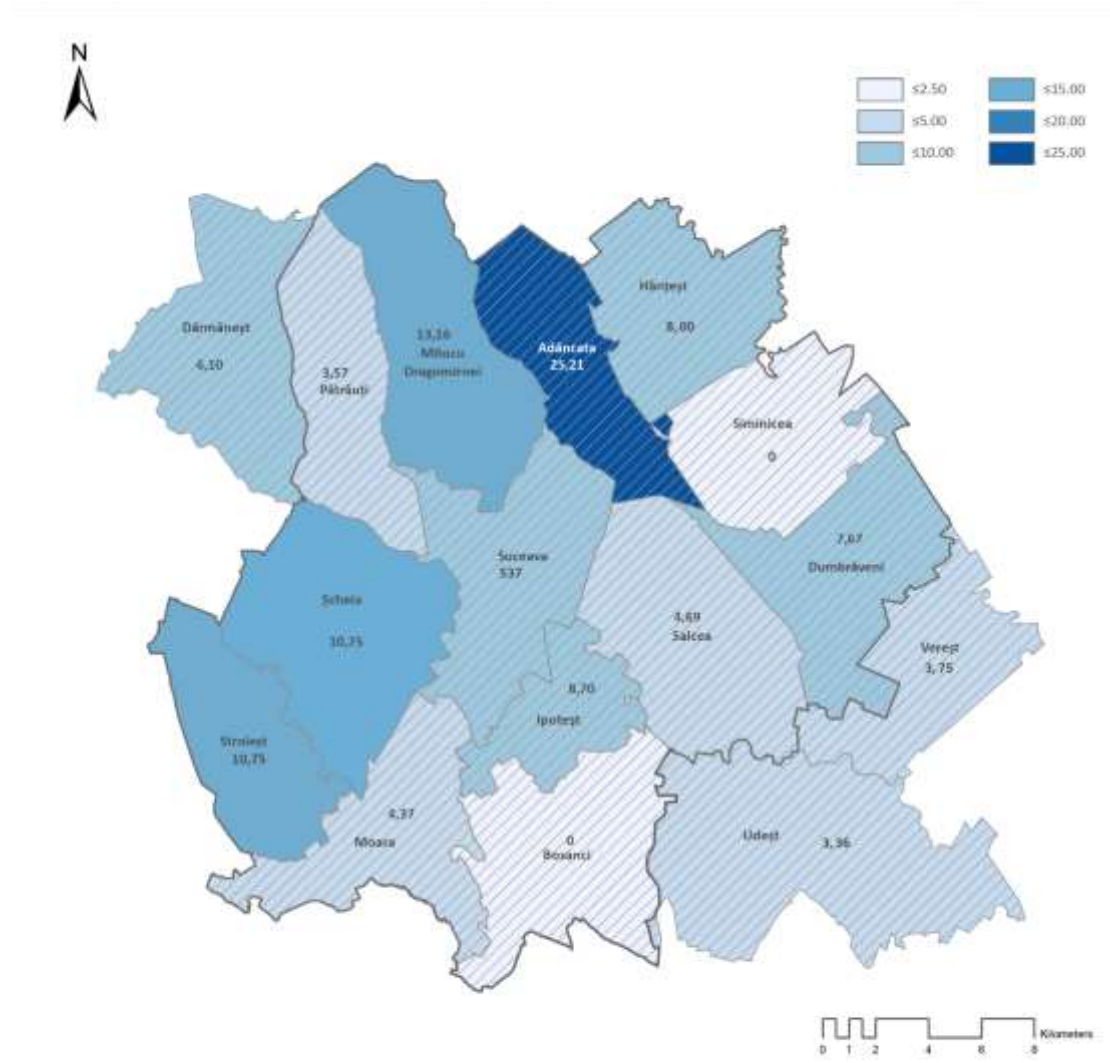 N
≤2.50
≤15.00
≤5.00
≤20.00
≤10.00
≤25.00
Hănțești
8,00
Dărmănești
6,10
13,16
Mitocu
Dragomirnei
Adâncata
25,21
3,57
Pătrăuți
Siminicea
0
7,67
Dumbrăveni
Suceava
537
Șcheia
10,75
4,69
Salcea
Verești
3,75
8,70
Ipotești
Stroiești
10,75
4,37
Moara
0
Bosanci
Udești
3,36
Kilometers
0 1 2 4 6 8